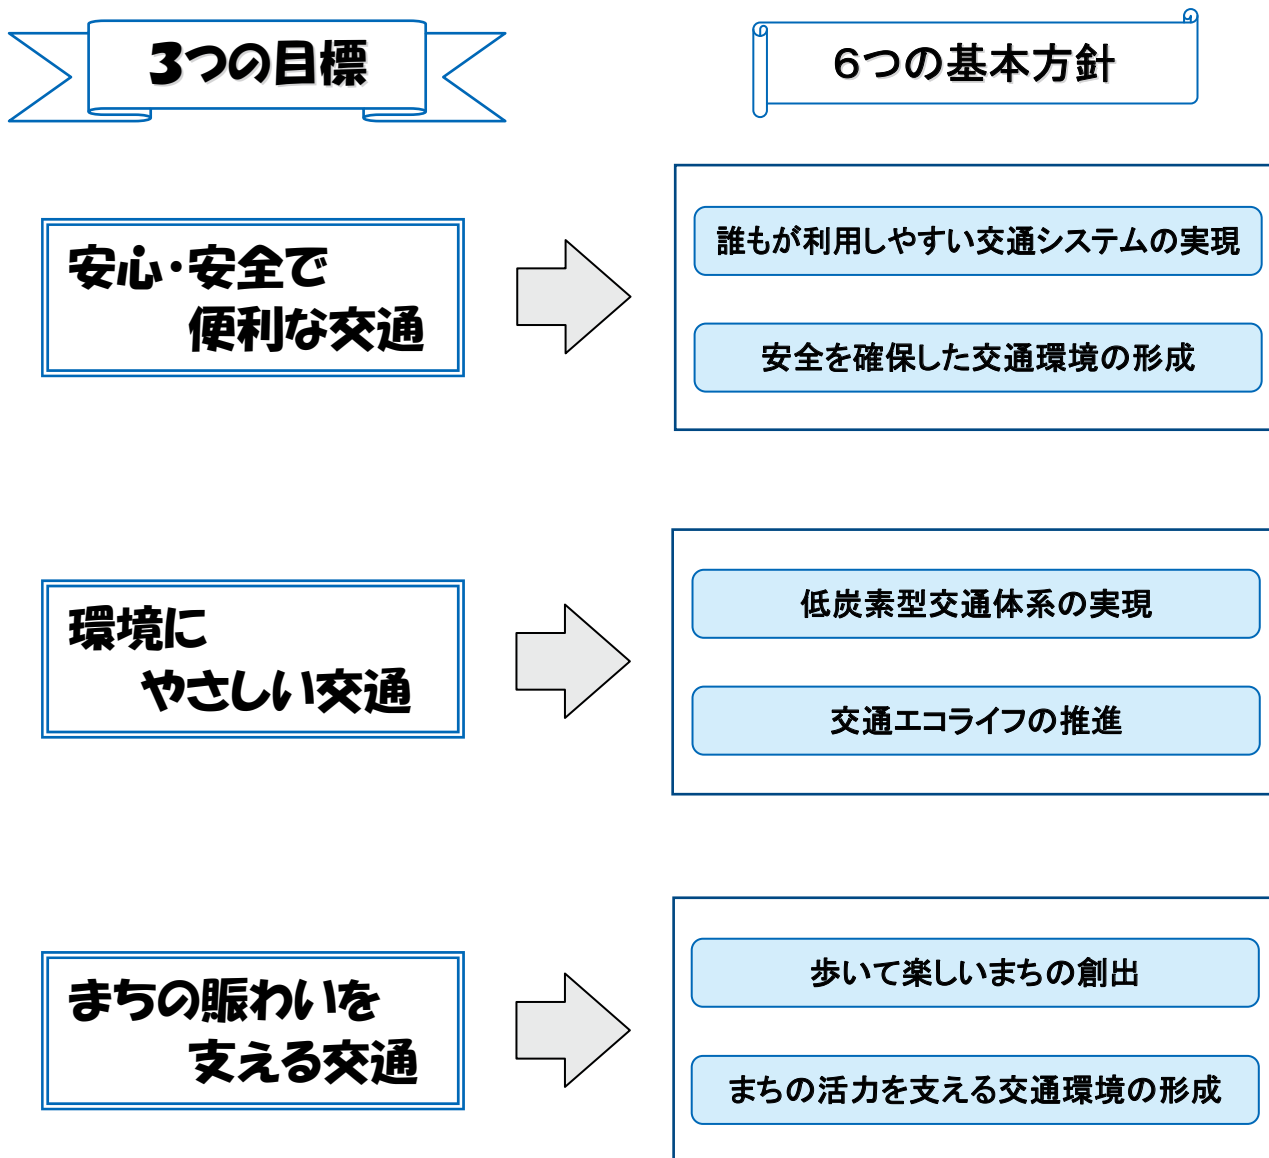 3つの目標
6つの基本方針
安心・安全で
便利な交通
誰もが利用しやすい交通システムの実現
安全を確保した交通環境の形成
環境に
やさしい交通
低炭素型交通体系の実現
交通エコライフの推進
まちの賑わいを
支える交通
歩いて楽しいまちの創出
まちの活力を支える交通環境の形成